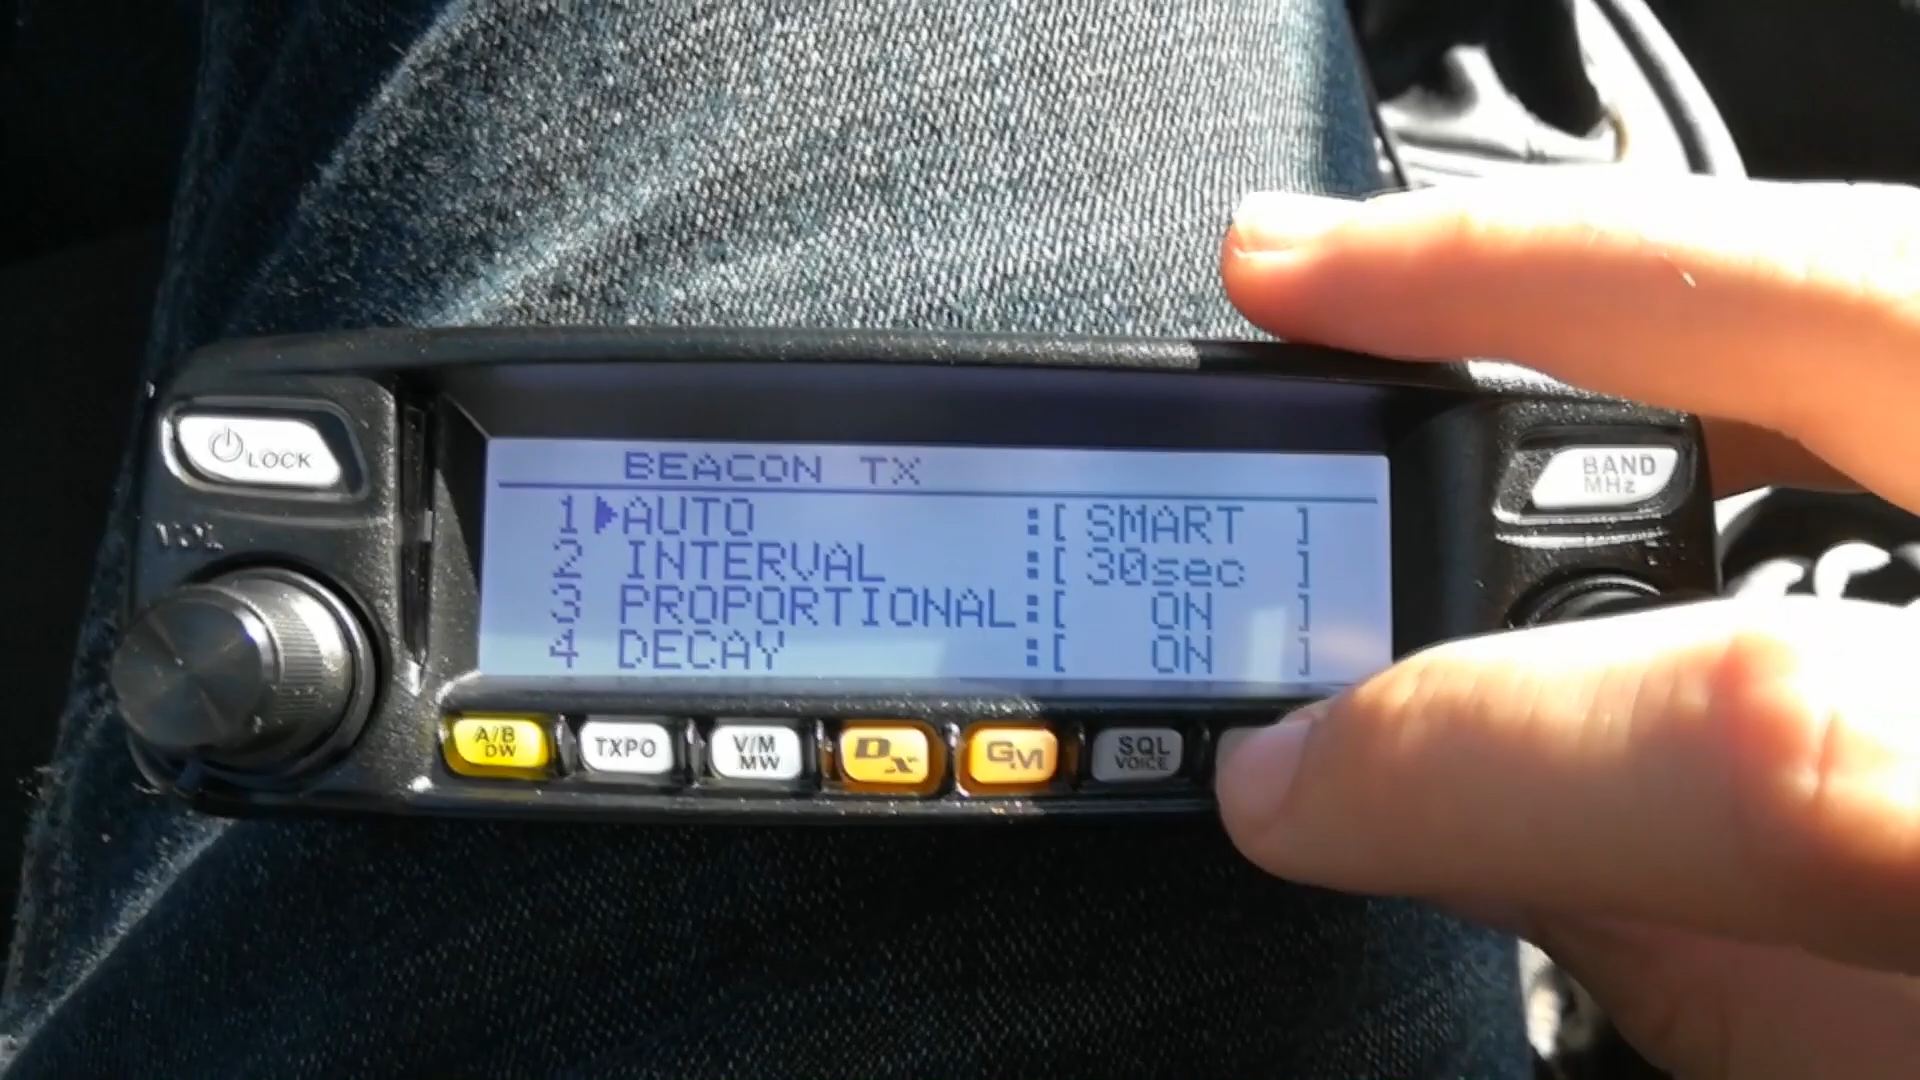 BEACON TX
1 AUTO :[ SMART ]
2 INTERVAL :[ 30sec ]
3 PROPORTIONAL:[ ON ]
4 DECAY :[ ON ]
LOCK
VOL
BAND
MHz
A/B
DW
TXPO
V/M
MW
DX
GM
SQL
VOICE